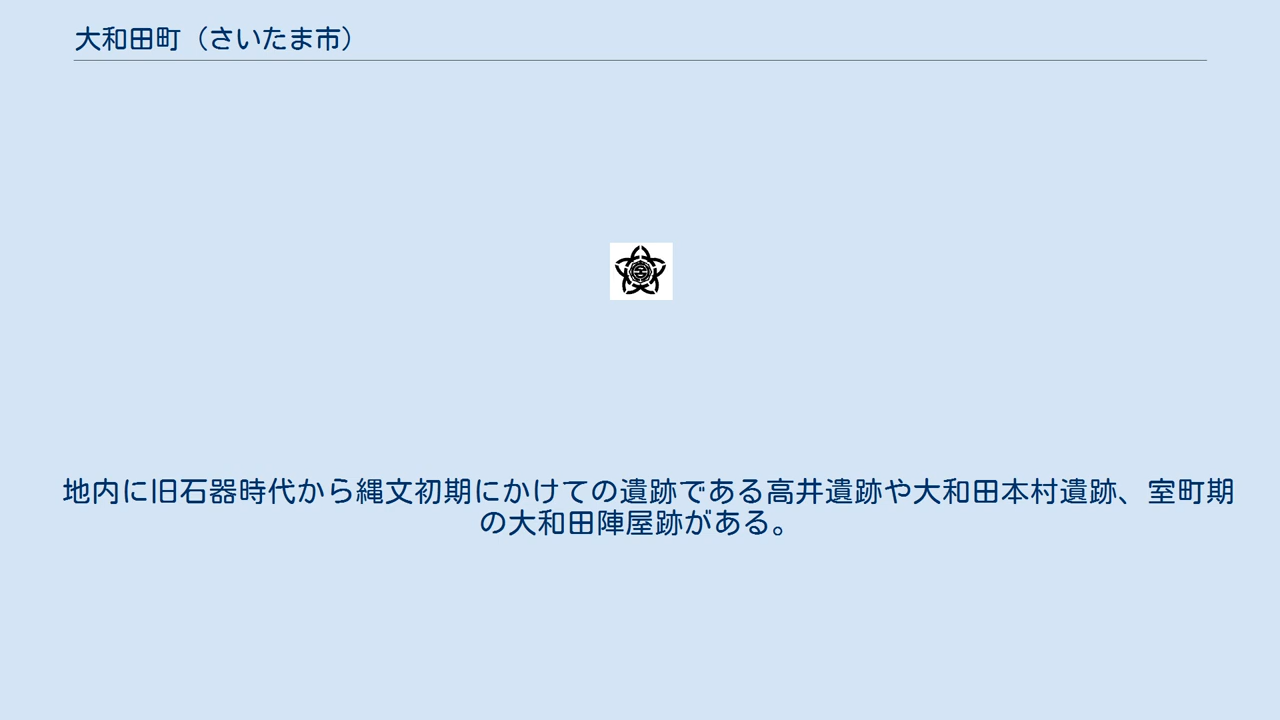 大和田町（さいたま市）
地内に旧石器時代から縄文初期にかけての遺跡である高井遺跡や大和田本村遺跡、室町期
の大和田陣屋跡がある。